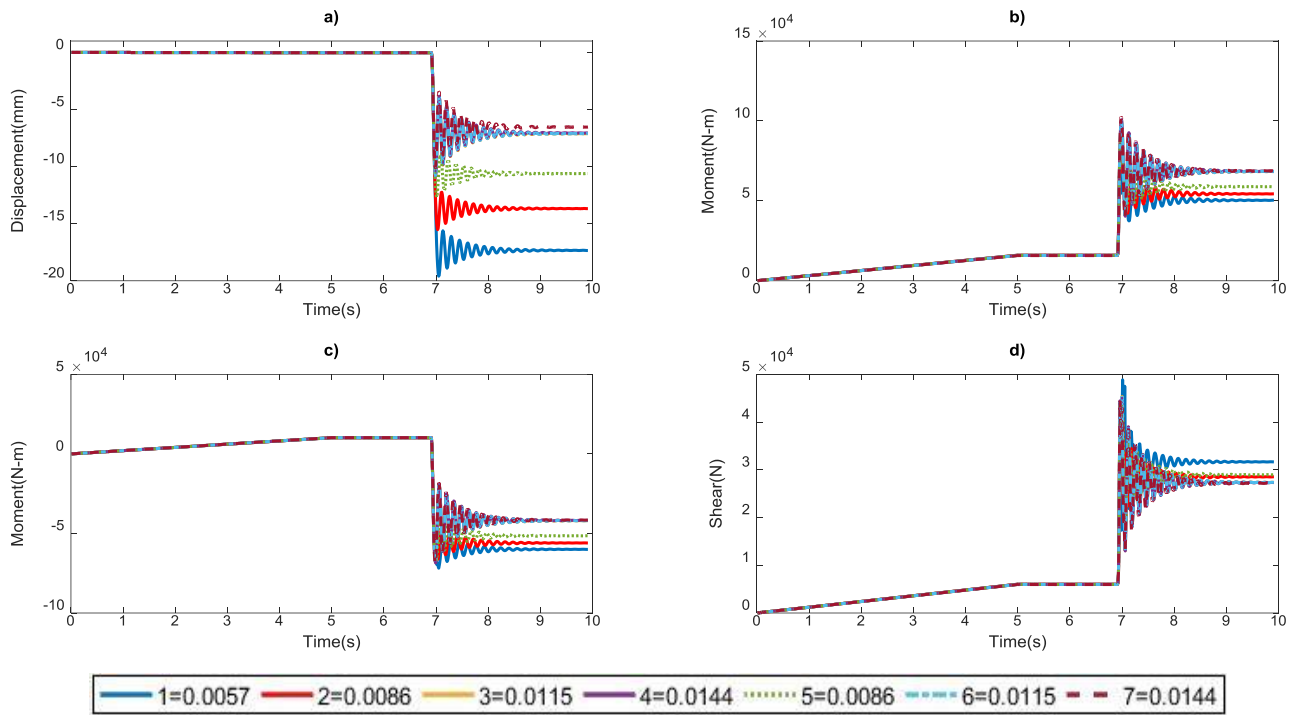 a)
0
-5
-10
-15
-20
Displacement(mm)
0 1 2 3 4 5 6 7 8 9 10
Time(s)
b)
× 10^4
15
10
5
0
Moment(N-m)
0 1 2 3 4 5 6 7 8 9 10
Time(s)
c)
× 10^4
5
0
-5
-10
Moment(N-m)
0 1 2 3 4 5 6 7 8 9 10
Time(s)
d)
× 10^4
5
4
3
2
1
0
Shear(N)
0 1 2 3 4 5 6 7 8 9 10
Time(s)
1=0.0057 2=0.0086 3=0.0115 4=0.0144 5=0.0086 6=0.0115 7=0.0144